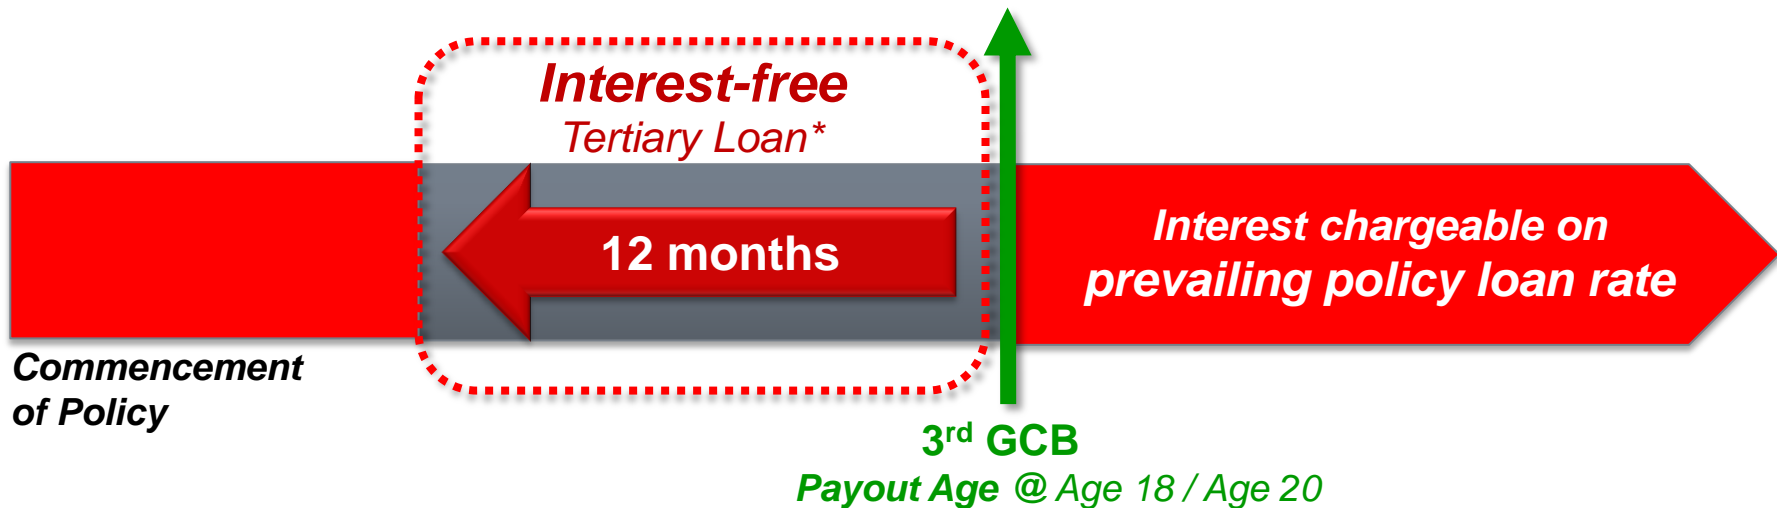 Interest-free
Tertiary Loan*
12 months
Interest chargeable on
prevailing policy loan rate
Commencement
of Policy
3rd GCB
Payout Age @ Age 18 / Age 20